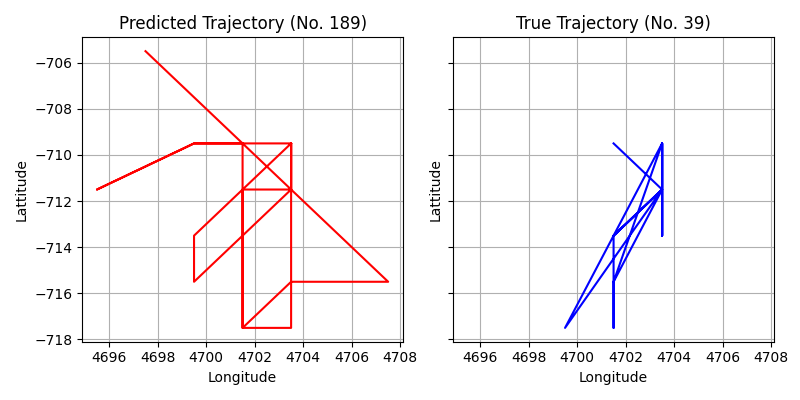 Predicted Trajectory (No. 189)
True Trajectory (No. 39)
−706
−708
−710
−712
−714
−716
−718
Lattitude
Lattitude
4696 4698 4700 4702 4704 4706 4708
4696 4698 4700 4702 4704 4706 4708
Longitude
Longitude